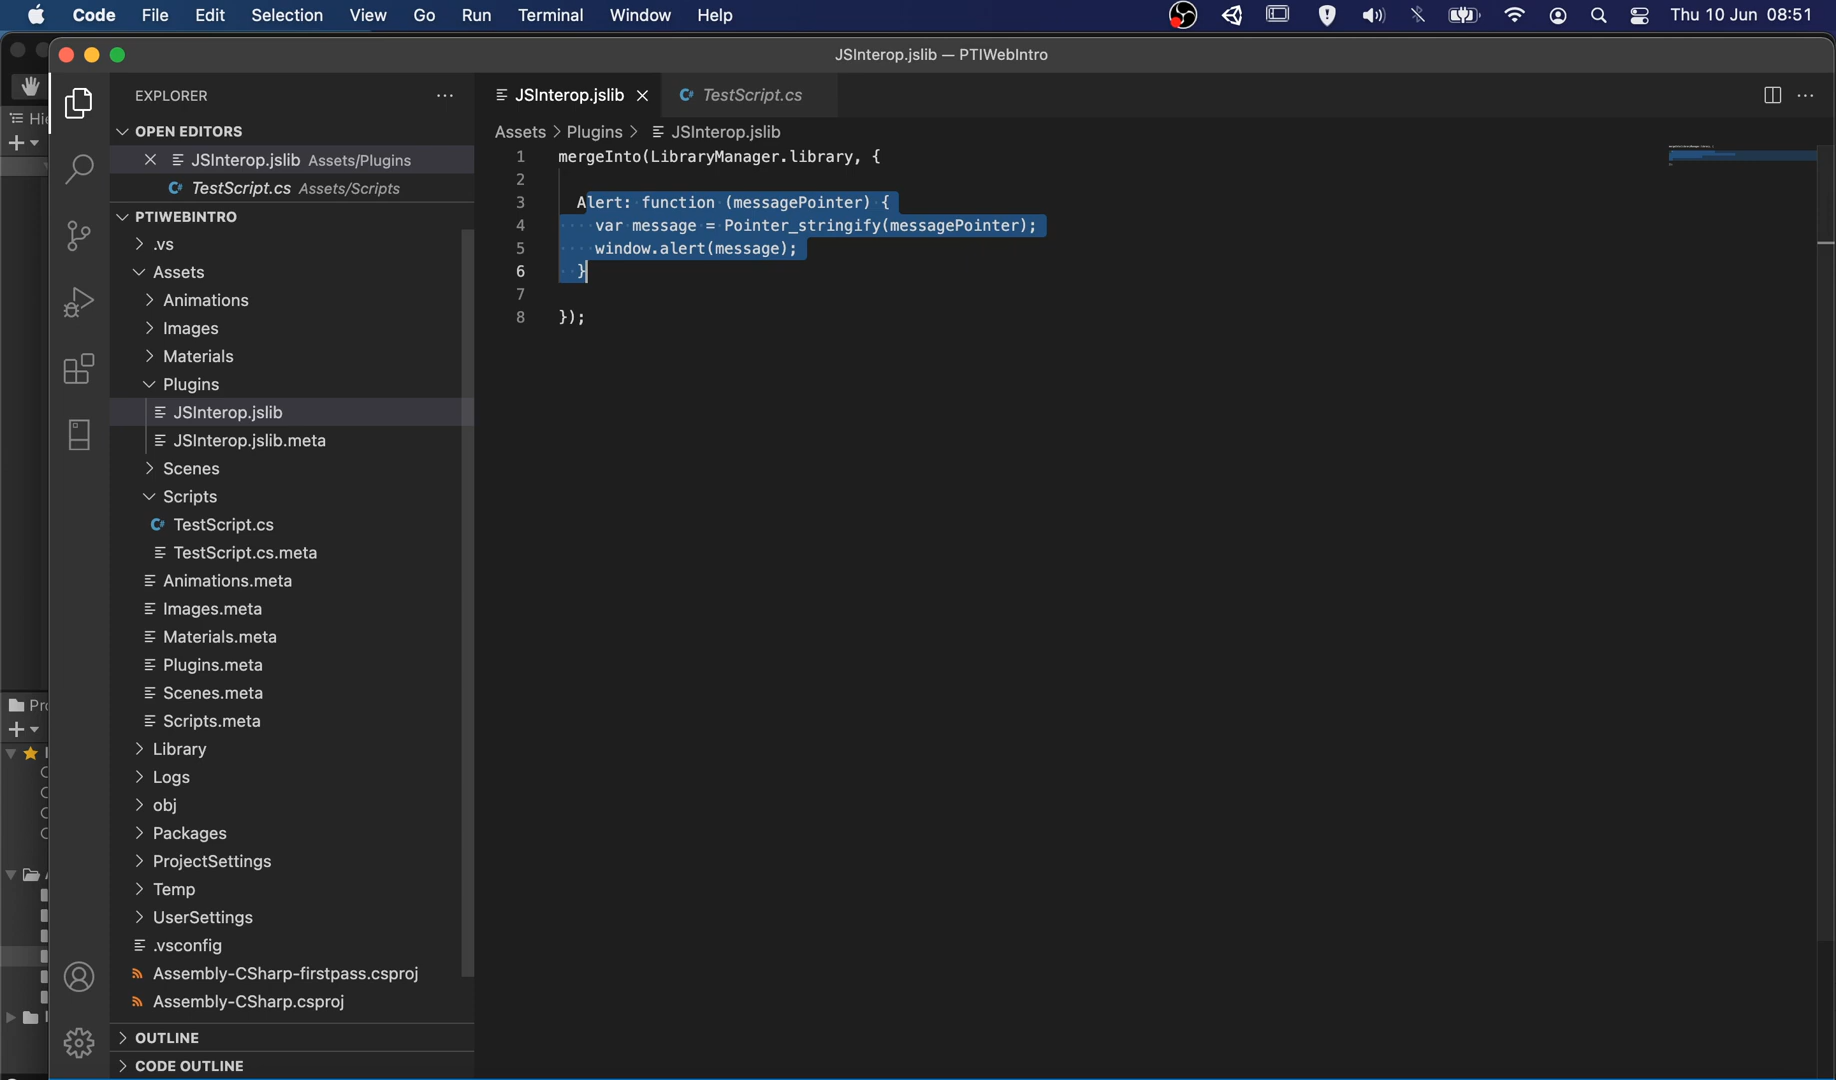 Code File Edit Selection View Go Run Terminal Window Help Thu 10 Jun 08:51
JSInterop.jslib — PTIWebIntro
EXPLORER
JSInterop.jslib
TestScript.cs
OPEN EDITORS
JSInterop.jslib Assets/Plugins
TestScript.cs Assets/Scripts
PTIWEBINTRO
.vs
Assets
Animations
Images
Materials
Plugins
JSInterop.jslib
JSInterop.jslib.meta
Scenes
Scripts
TestScript.cs
TestScript.cs.meta
Animations.meta
Images.meta
Materials.meta
Plugins.meta
Scenes.meta
Scripts.meta
Library
Logs
obj
Packages
ProjectSettings
Temp
UserSettings
.vsconfig
Assembly-CSharp-firstpass.csproj
Assembly-CSharp.csproj
OUTLINE
CODE OUTLINE
Assets > Plugins > JSInterop.jslib
1 mergeInto(LibraryManager.library, {
2
3 Alert: function (messagePointer) {
4 var message = Pointer_stringify(messagePointer);
5 window.alert(message);
6 }
7
8 });